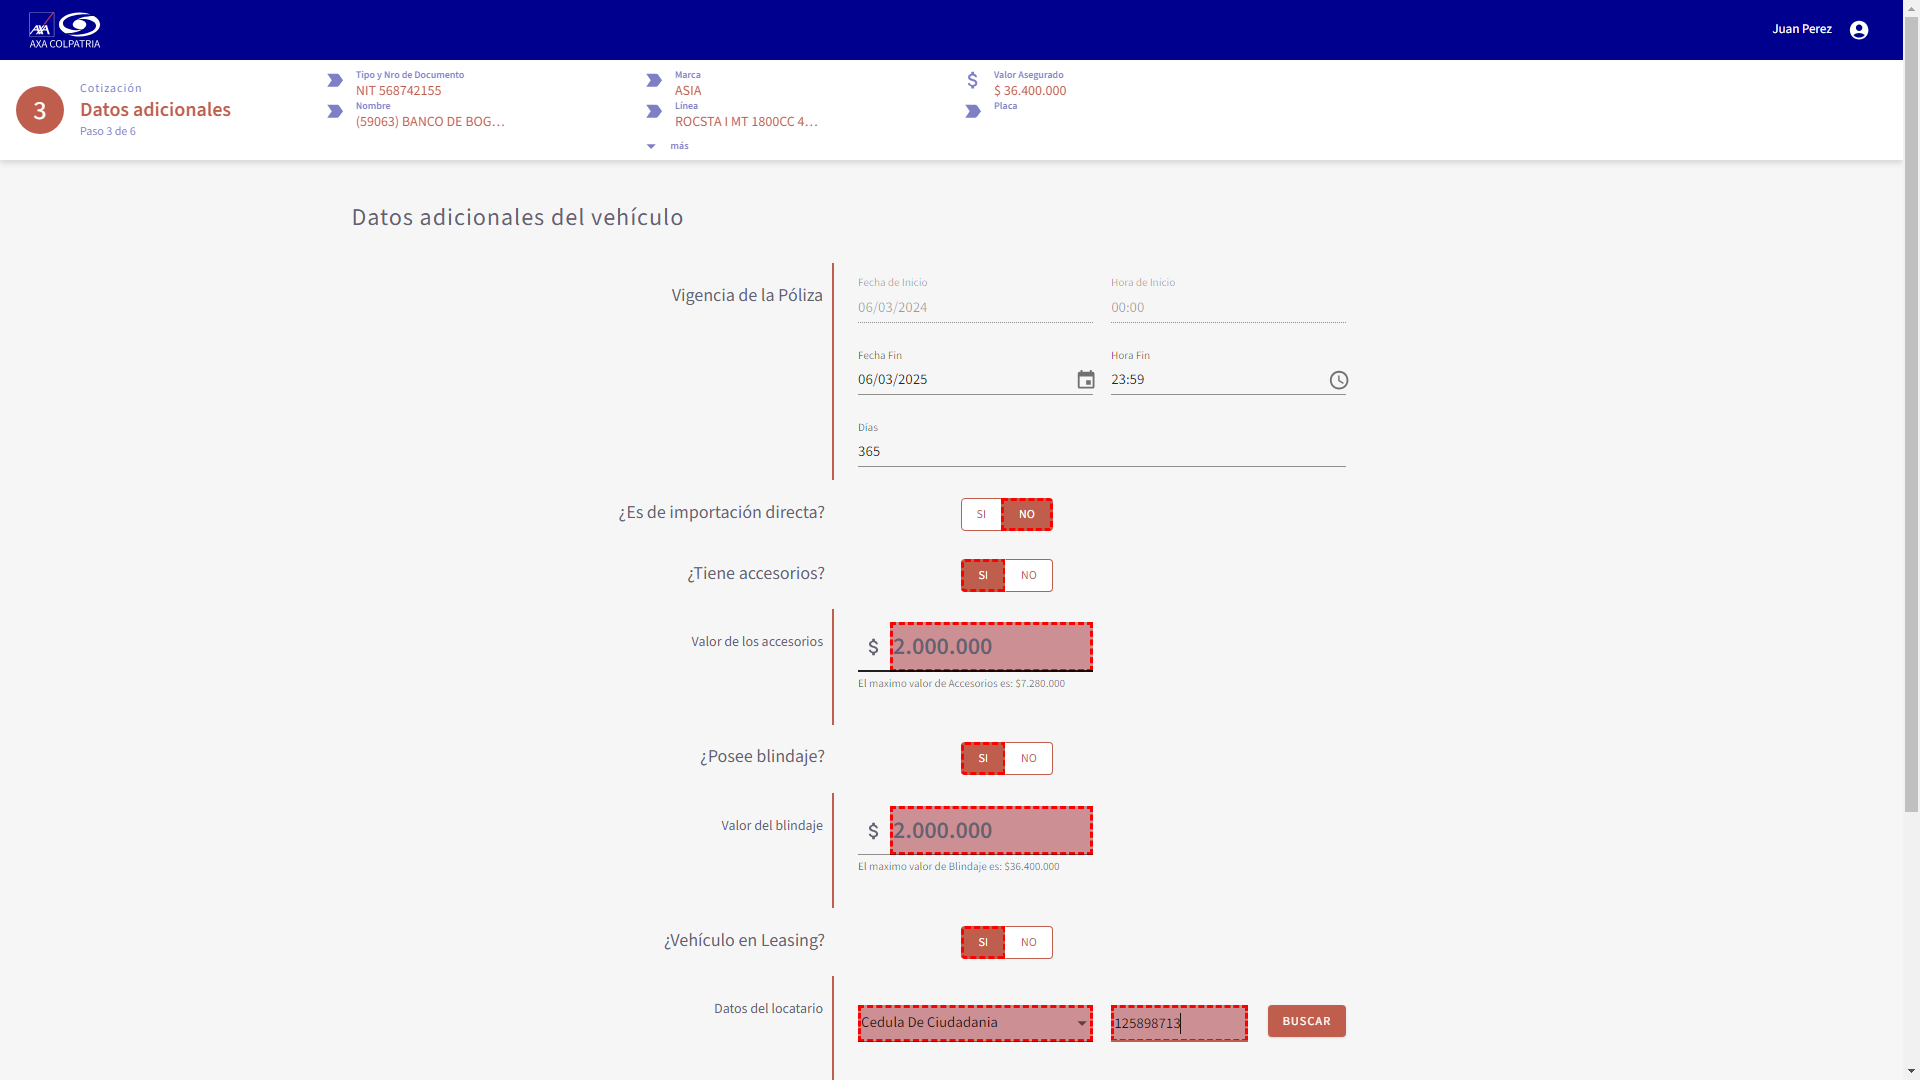 AXA
AXA COLPATRIA
Juan Perez
3
Cotización
Datos adicionales
Paso 3 de 6
Tipo y Nro de Documento
NIT 568742155
Nombre
(59063) BANCO DE BOG...
Marca
ASIA
Línea
ROCSTA I MT 1800CC 4...
más
$
Valor Asegurado
$ 36.400.000
Placa
Datos adicionales del vehículo
Vigencia de la Póliza
Fecha de Inicio
06/03/2024
Hora de Inicio
00:00
Fecha Fin
06/03/2025
Hora Fin
23:59
Días
365
¿Es de importación directa?
SI NO
¿Tiene accesorios?
SI NO
Valor de los accesorios
$ 2.000.000
El maximo valor de Accesorios es: $7.280.000
¿Posee blindaje?
SI NO
Valor del blindaje
$ 2.000.000
El maximo valor de Blindaje es: $36.400.000
¿Vehículo en Leasing?
SI NO
Datos del locatario
Cedula De Ciudadania
125898713
BUSCAR